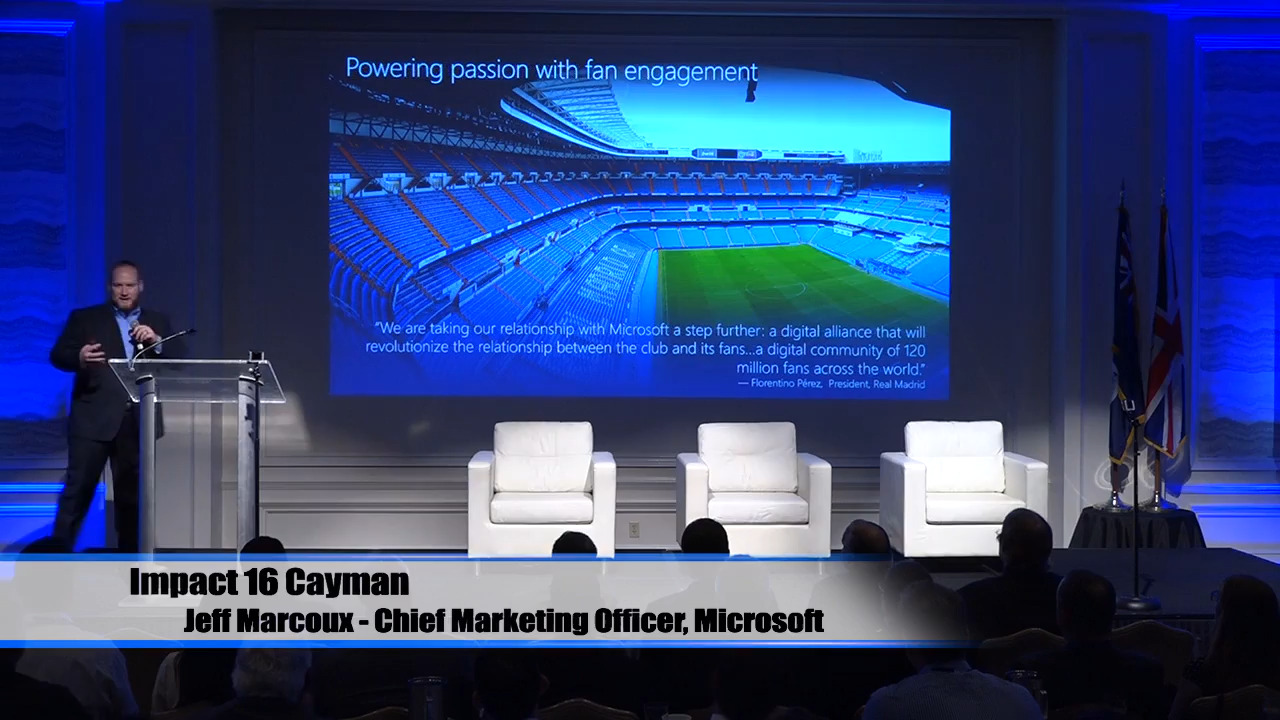 Powering passion with fan engagement
"We are taking our relationship with Microsoft a step further: a digital alliance that will
revolutionize the relationship between the club and its fans...a digital community of 120
million fans across the world."
— Florentino Pérez, President, Real Madrid
Impact 16 Cayman
Jeff Marcoux - Chief Marketing Officer, Microsoft